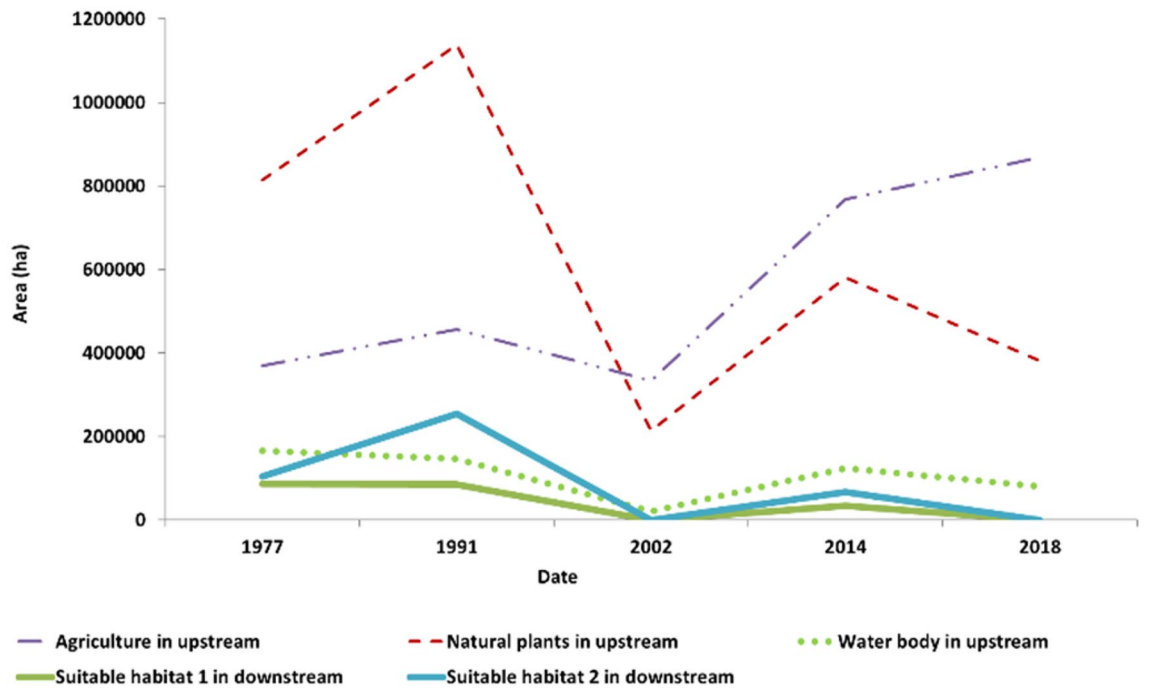 1200000
1000000
800000
600000
400000
200000
0
Area (ha)
1977 1991 2002 2014 2018
Date
Agriculture in upstream Natural plants in upstream Water body in upstream
Suitable habitat 1 in downstream Suitable habitat 2 in downstream